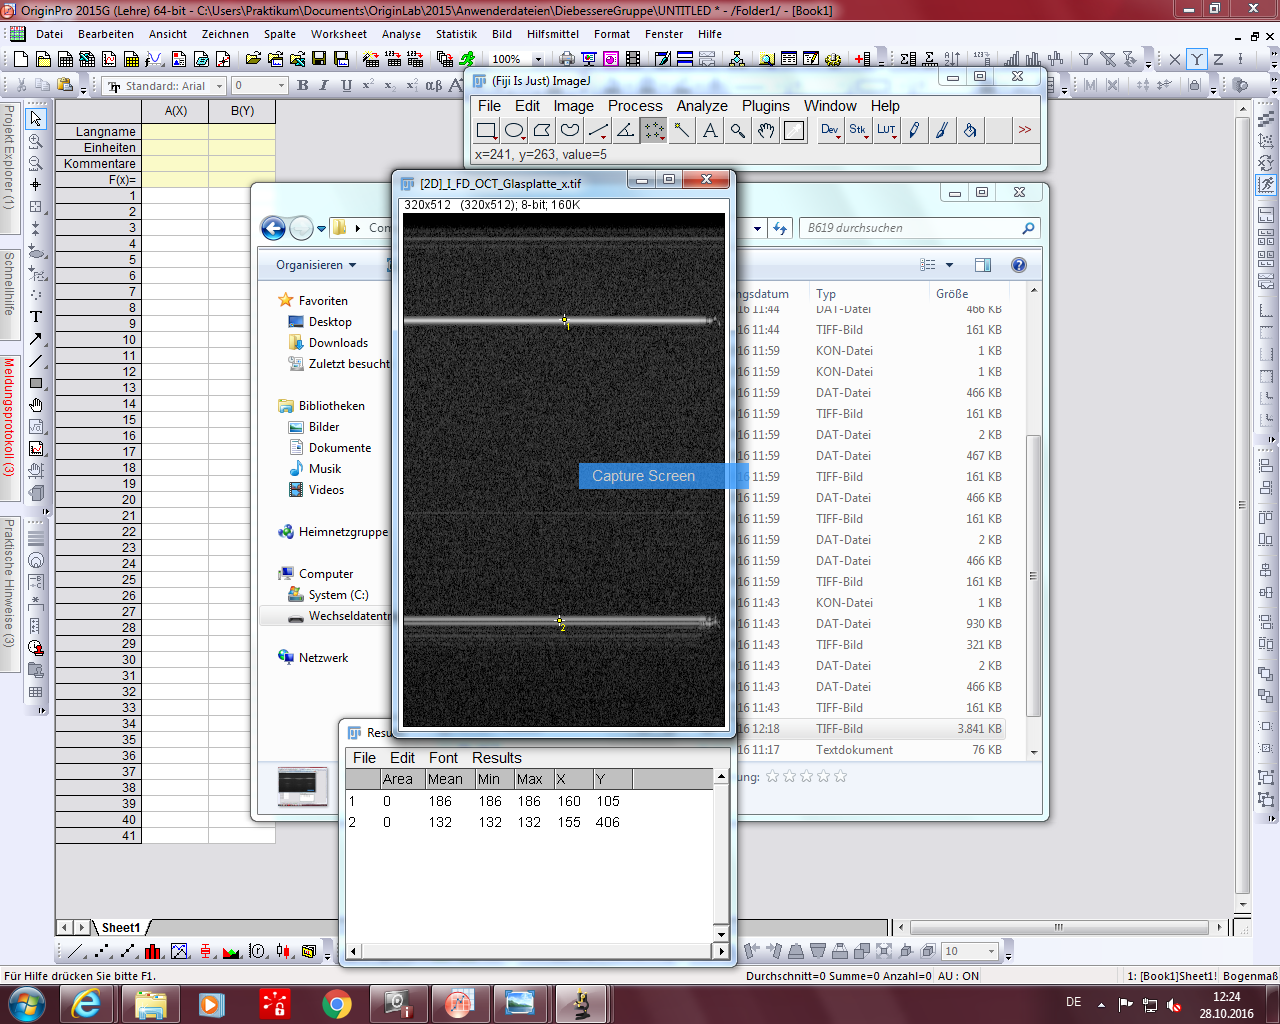 OriginPro 2015G (Lehre) 64-bit - C:\Users\Praktikum\Documents\OriginLab\2015\Anwenderdateien\DiebessereGruppe\UNTITLED * - /Folder1/ - [Book1]
Datei Bearbeiten Ansicht Zeichnen Spalte Worksheet Analyse Statistik Bild Hilfsmittel Format Fenster Hilfe
100%
Standard:: Arial 0 B I U
(Fiji Is Just) ImageJ
File Edit Image Process Analyze Plugins Window Help
Dev Stk LUT >>
x=241, y=263, value=5
Projekt Explorer (1)
Schnellhilfe
Meldungsprotokoll (3)
Praktische Hinweise (3)
A(X) B(Y)
Langname
Einheiten
Kommentare
F(x)=
1
2
3
4
5
6
7
8
9
10
11
12
13
14
15
16
17
18
19
20
21
22
23
24
25
26
27
28
29
30
31
32
33
34
35
36
37
38
39
40
41
Sheet1
[2D]_I_FD_OCT_Glasplatte_x.tif
320x512 (320x512); 8-bit; 160K
1
2
Capture Screen
Com
B619 durchsuchen
Organisieren
Favoriten
Desktop
Downloads
Zuletzt besucht
Bibliotheken
Bilder
Dokumente
Musik
Videos
Heimnetzgruppe
Computer
System (C:)
Wechseldatentr
Netzwerk
ngsdatum Typ Größe
16 11:44 DAT-Datei 466 KB
16 11:44 TIFF-Bild 161 KB
16 11:59 KON-Datei 1 KB
16 11:59 KON-Datei 1 KB
16 11:59 DAT-Datei 466 KB
16 11:59 TIFF-Bild 161 KB
16 11:59 DAT-Datei 2 KB
16 11:59 DAT-Datei 467 KB
16 11:59 TIFF-Bild 161 KB
16 11:59 DAT-Datei 466 KB
16 11:59 TIFF-Bild 161 KB
16 11:59 DAT-Datei 2 KB
16 11:59 DAT-Datei 466 KB
16 11:59 TIFF-Bild 161 KB
16 11:43 KON-Datei 1 KB
16 11:43 DAT-Datei 930 KB
16 11:43 TIFF-Bild 321 KB
16 11:43 DAT-Datei 2 KB
16 11:43 DAT-Datei 466 KB
16 11:43 TIFF-Bild 161 KB
16 12:18 TIFF-Bild 3.841 KB
16 11:17 Textdokument 76 KB
ung:
Resu
File Edit Font Results
Area Mean Min Max X Y
1 0 186 186 186 160 105
2 0 132 132 132 155 406
10
Für Hilfe drücken Sie bitte F1.
Durchschnitt=0 Summe=0 Anzahl=0 AU : ON 1: [Book1]Sheet1! Bogenmaß
DE
12:24
28.10.2016